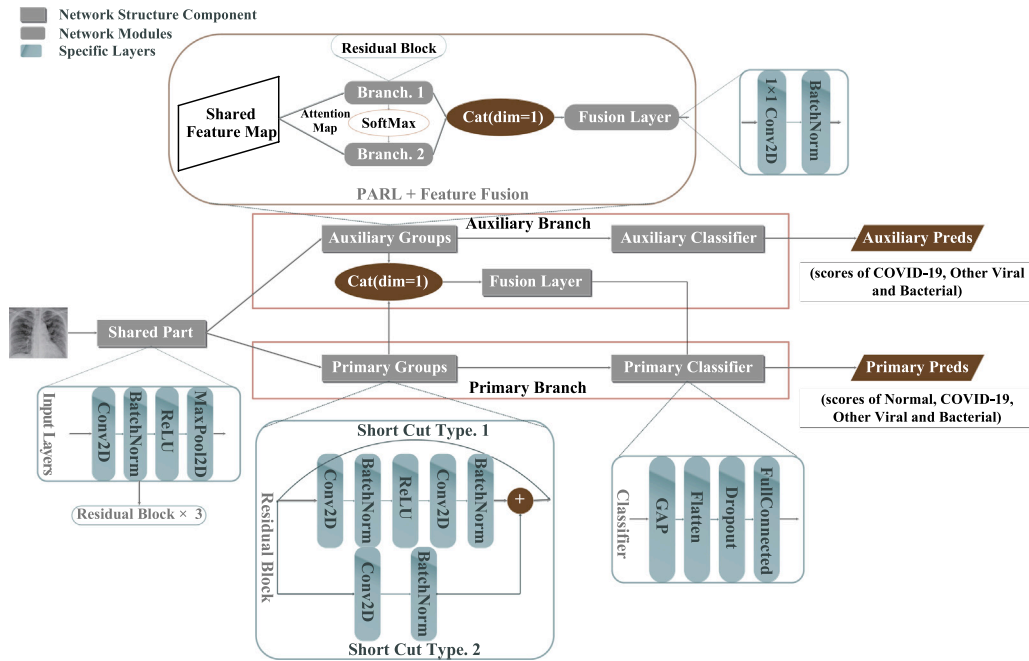 Network Structure Component
Network Modules
Specific Layers
Residual Block
Shared
Feature Map
Attention
Map
Branch. 1
SoftMax
Branch. 2
Cat(dim=1)
Fusion Layer
1×1 Conv2D
BatchNorm
PARL + Feature Fusion
Auxiliary Branch
Auxiliary Groups
Auxiliary Classifier
Auxiliary Preds
(scores of COVID-19, Other Viral
and Bacterial)
Cat(dim=1)
Fusion Layer
Shared Part
Primary Groups
Primary Classifier
Primary Preds
Primary Branch
(scores of Normal, COVID-19,
Other Viral and Bacterial)
Input Layers
Conv2D
BatchNorm
ReLU
MaxPool2D
Residual Block × 3
Short Cut Type. 1
Residual Block
Conv2D
BatchNorm
ReLU
Conv2D
BatchNorm
+
Conv2D
BatchNorm
Short Cut Type. 2
Classifier
GAP
Flatten
Dropout
FullConnected